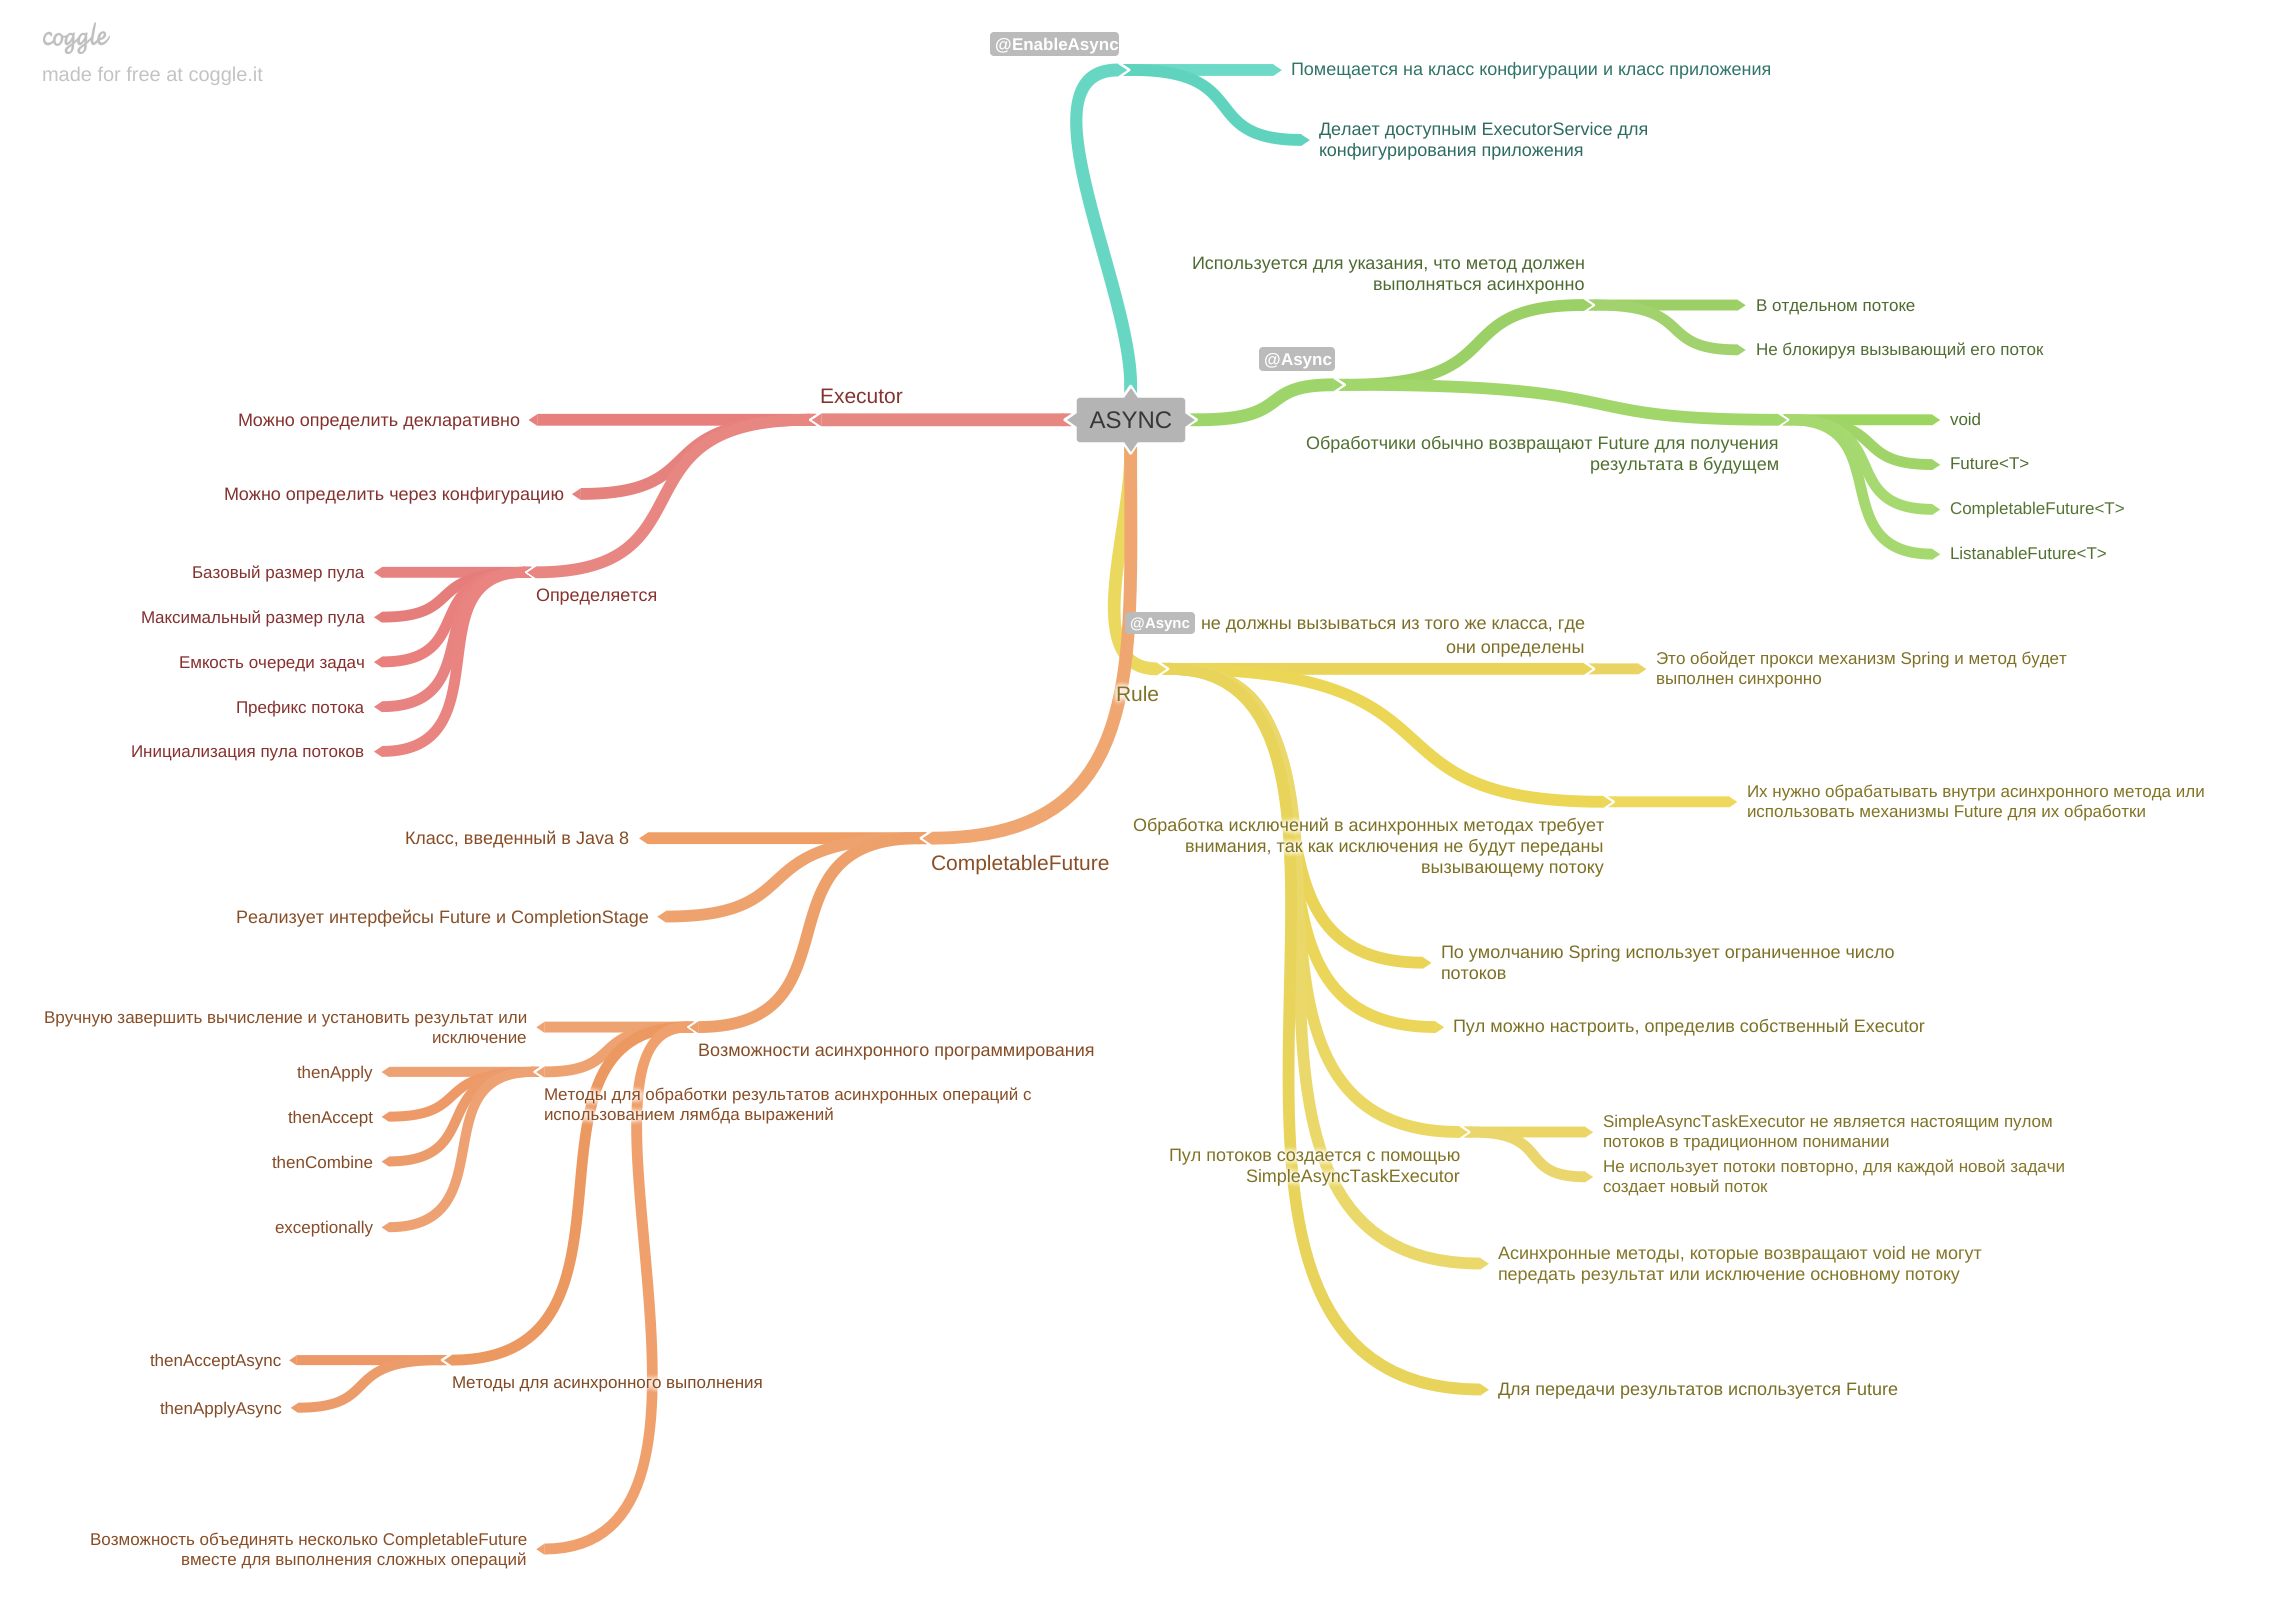 coggle
made for free at coggle.it
@EnableAsync
Помещается на класс конфигурации и класс приложения
Делает доступным ExecutorService для
конфигурирования приложения
ASYNC
@Async
Используется для указания, что метод должен
выполняться асинхронно
В отдельном потоке
Не блокируя вызывающий его поток
Обработчики обычно возвращают Future для получения
результата в будущем
void
Future<T>
CompletableFuture<T>
ListanableFuture<T>
Rule
@Async не должны вызываться из того же класса, где
они определены
Это обойдет прокси механизм Spring и метод будет
выполнен синхронно
Обработка исключений в асинхронных методах требует
внимания, так как исключения не будут переданы
вызывающему потоку
Их нужно обрабатывать внутри асинхронного метода или
использовать механизмы Future для их обработки
По умолчанию Spring использует ограниченное число
потоков
Пул можно настроить, определив собственный Executor
Пул потоков создается с помощью
SimpleAsyncTaskExecutor
SimpleAsyncTaskExecutor не является настоящим пулом
потоков в традиционном понимании
Не использует потоки повторно, для каждой новой задачи
создает новый поток
Асинхронные методы, которые возвращают void не могут
передать результат или исключение основному потоку
Для передачи результатов используется Future
Executor
Можно определить декларативно
Можно определить через конфигурацию
Определяется
Базовый размер пула
Максимальный размер пула
Емкость очереди задач
Префикс потока
Инициализация пула потоков
CompletableFuture
Класс, введенный в Java 8
Реализует интерфейсы Future и CompletionStage
Возможности асинхронного программирования
Вручную завершить вычисление и установить результат или
исключение
Методы для обработки результатов асинхронных операций с
использованием лямбда выражений
thenApply
thenAccept
thenCombine
exceptionally
Методы для асинхронного выполнения
thenAcceptAsync
thenApplyAsync
Возможность объединять несколько CompletableFuture
вместе для выполнения сложных операций